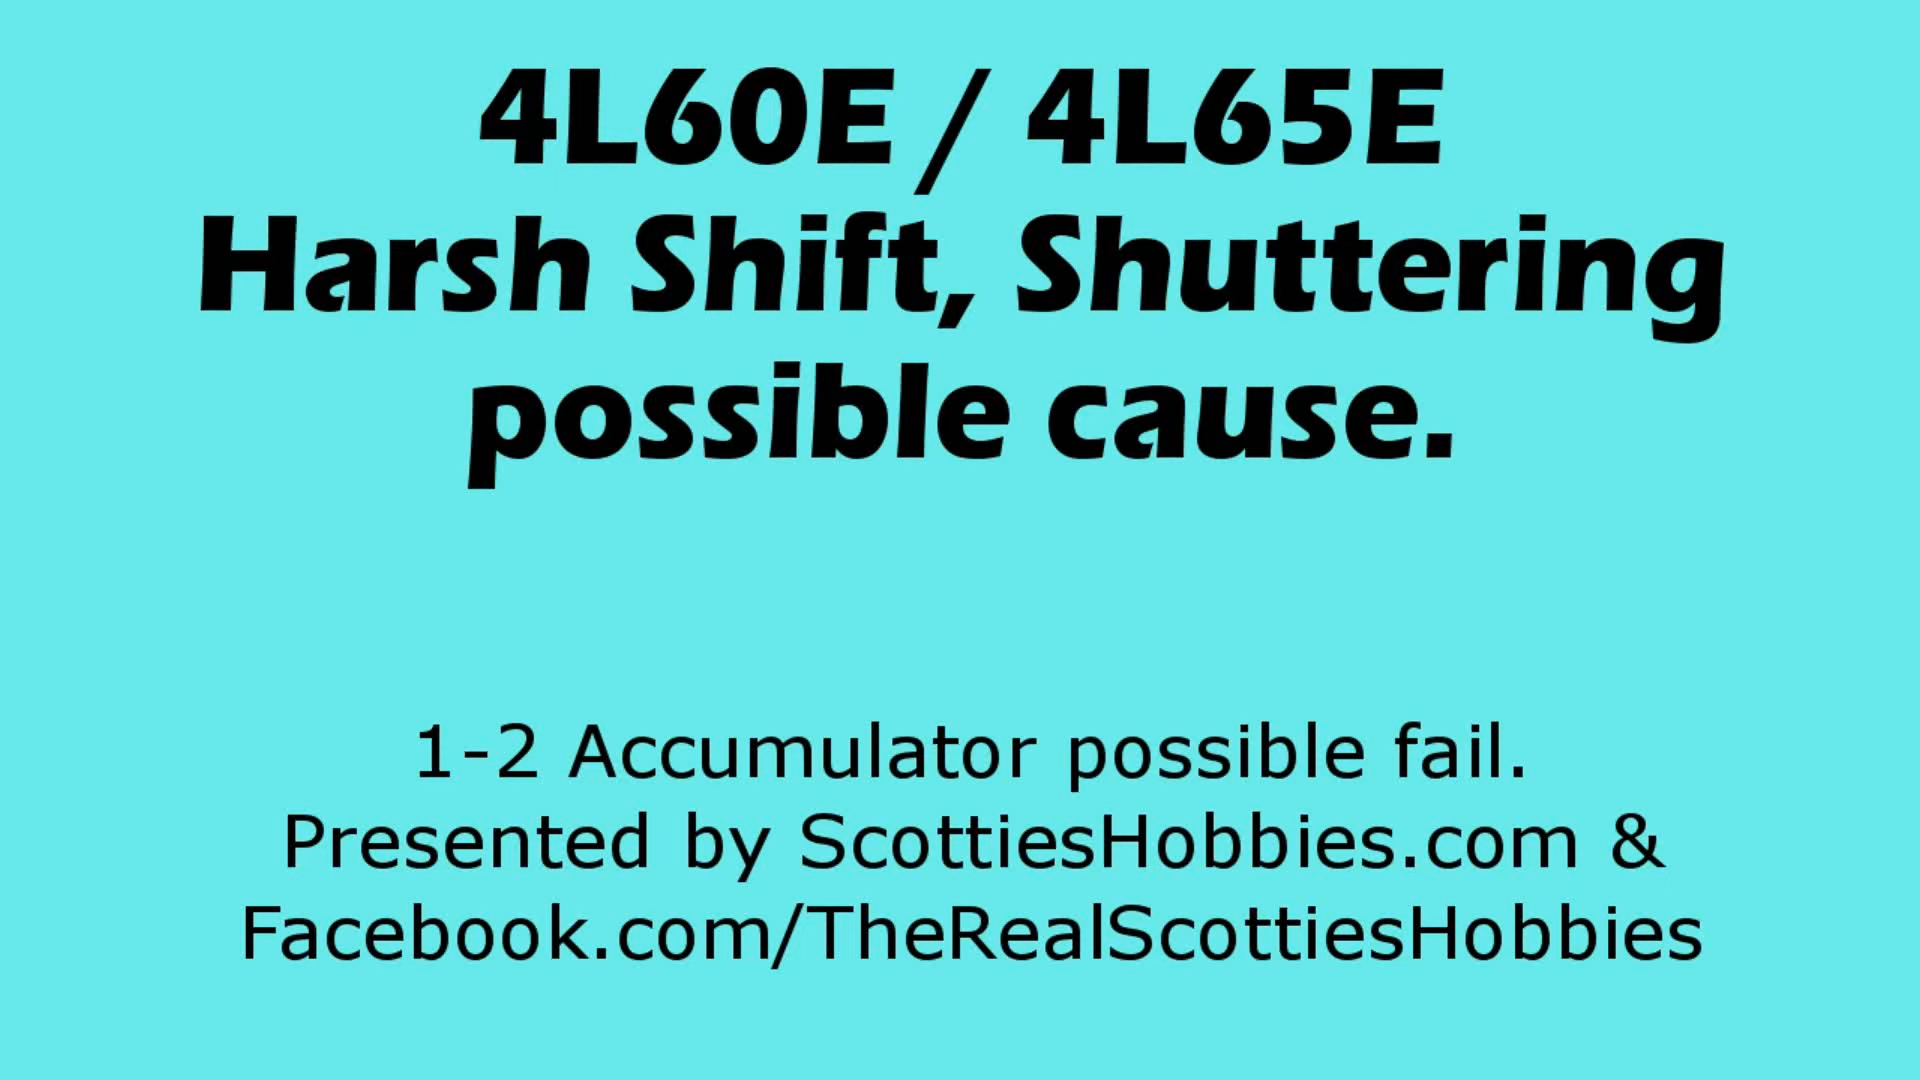 4L60E / 4L65E
Harsh Shift, Shuttering
possible cause.
1-2 Accumulator possible fail.
Presented by ScottiesHobbies.com &
Facebook.com/TheRealScottiesHobbies